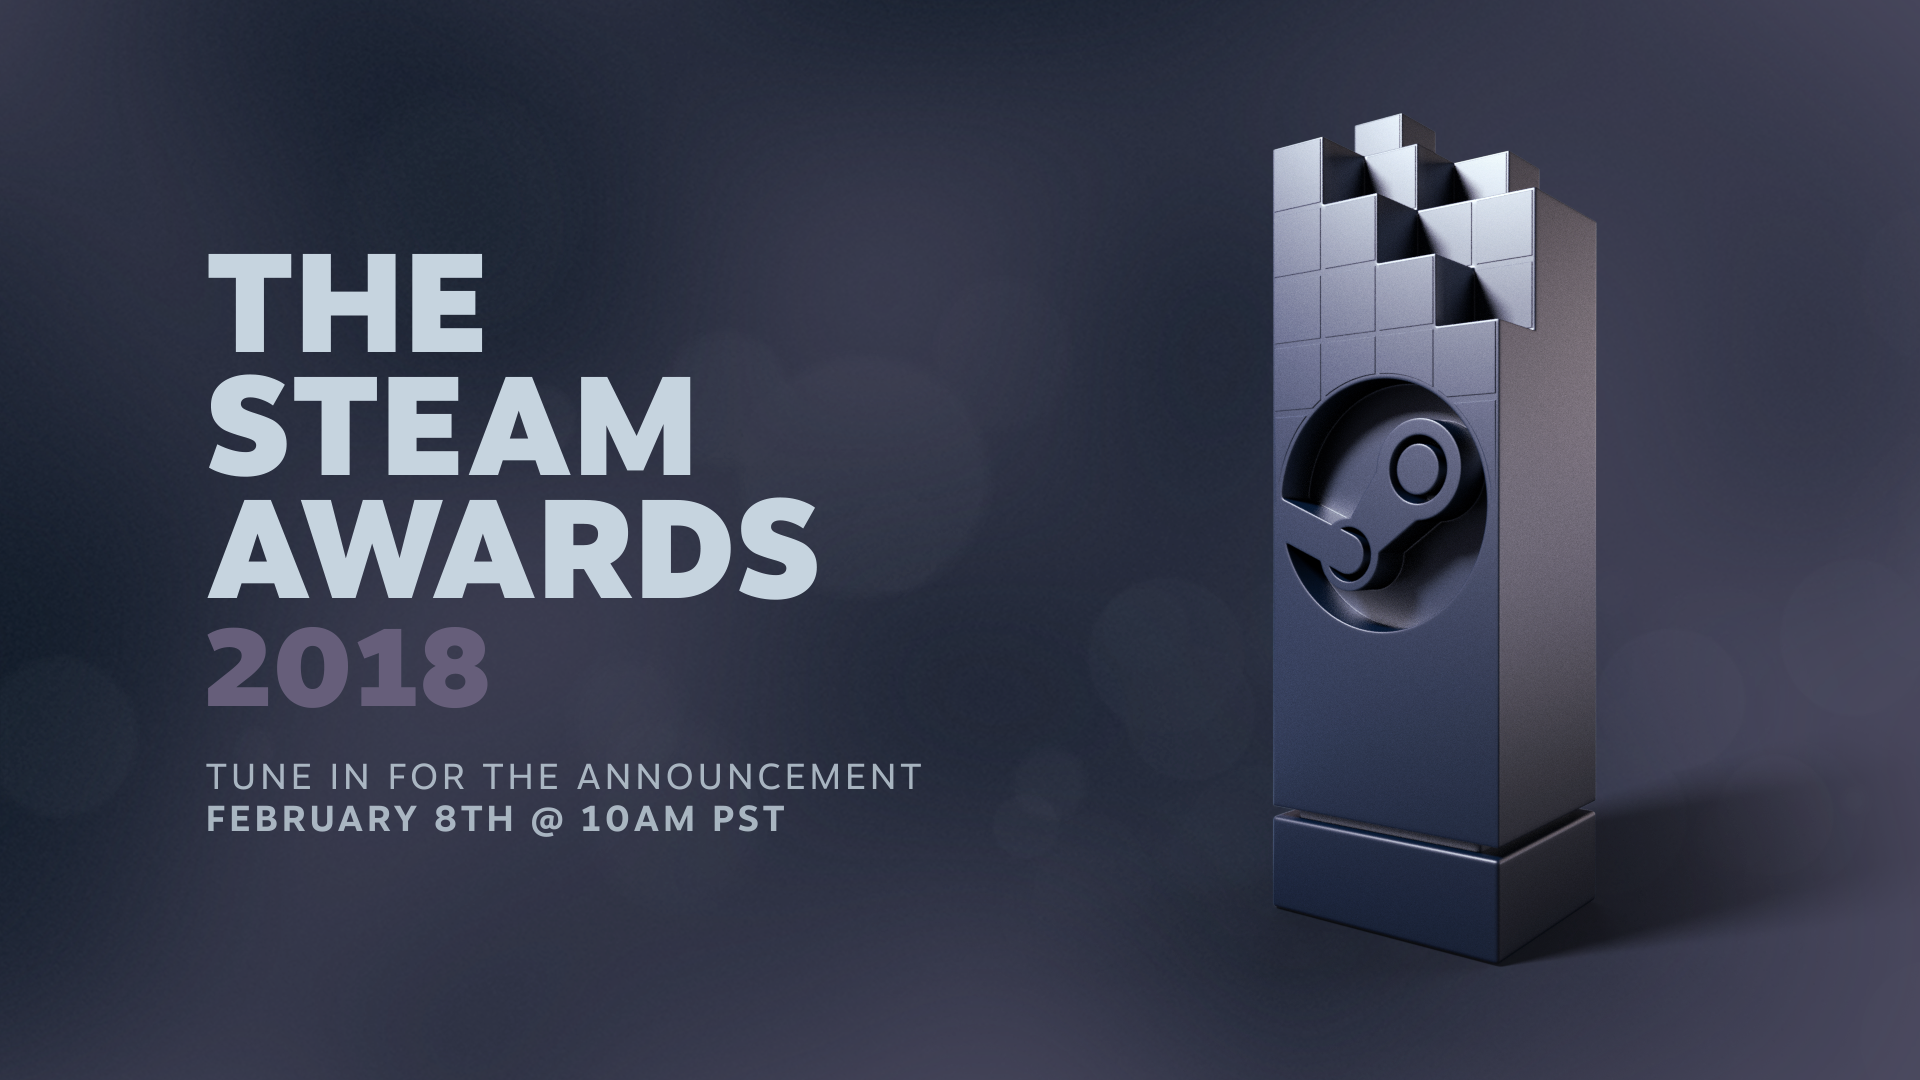 THE
STEAM
AWARDS
2018
TUNE IN FOR THE ANNOUNCEMENT
FEBRUARY 8TH @ 10AM PST